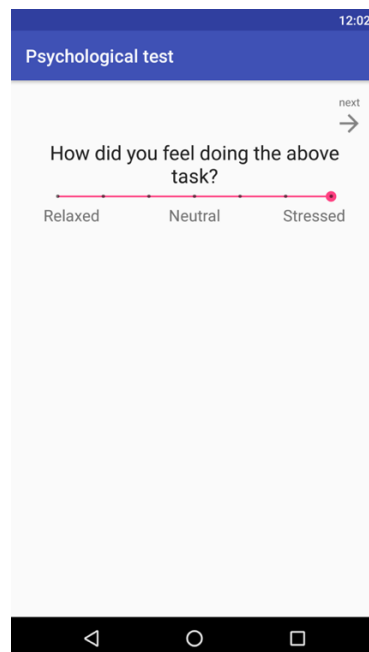 12:02
Psychological test
next
How did you feel doing the above
task?
Relaxed Neutral Stressed